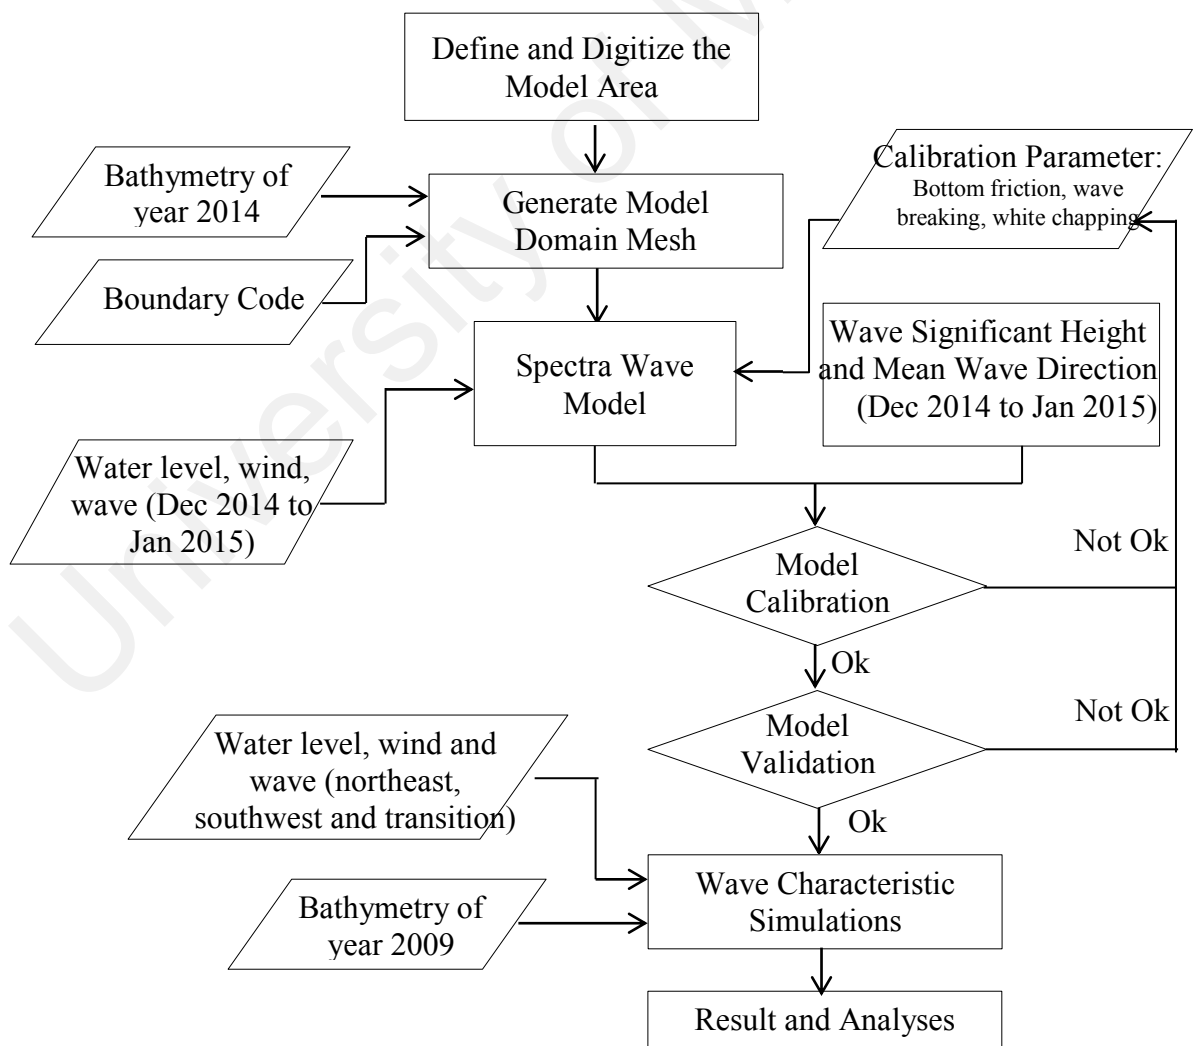 Define and Digitize the
Model Area
Bathymetry of
year 2014
Generate Model
Domain Mesh
Calibration Parameter:
Bottom friction, wave
breaking, white chapping
Boundary Code
Spectra Wave
Model
Wave Significant Height
and Mean Wave Direction
(Dec 2014 to Jan 2015)
Water level, wind,
wave (Dec 2014 to
Jan 2015)
Model
Calibration
Not Ok
Ok
Model
Validation
Not Ok
Water level, wind and
wave (northeast,
southwest and transition)
Ok
Wave Characteristic
Simulations
Bathymetry of
year 2009
Result and Analyses
University of M